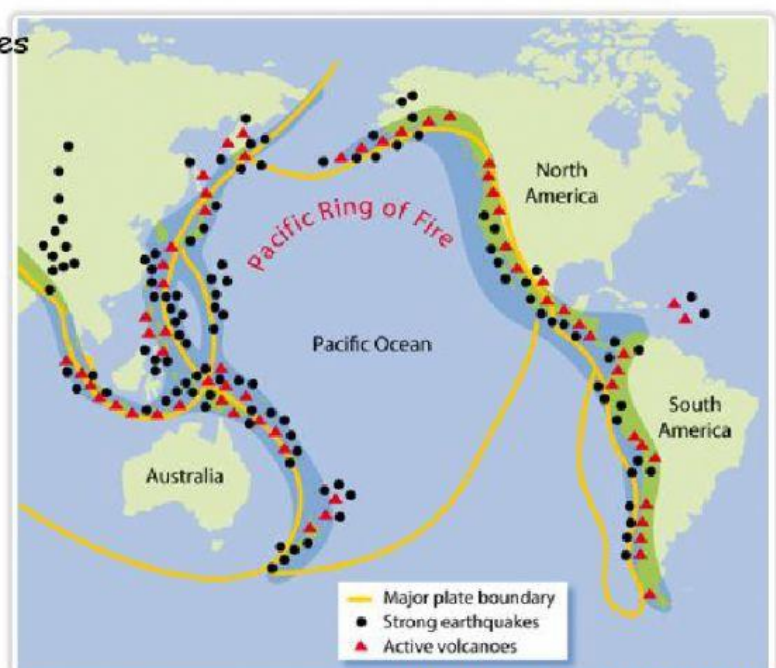 es
North
America
Pacific Ring of Fire
Pacific Ocean
South
America
Australia
Major plate boundary
Strong earthquakes
Active volcanoes